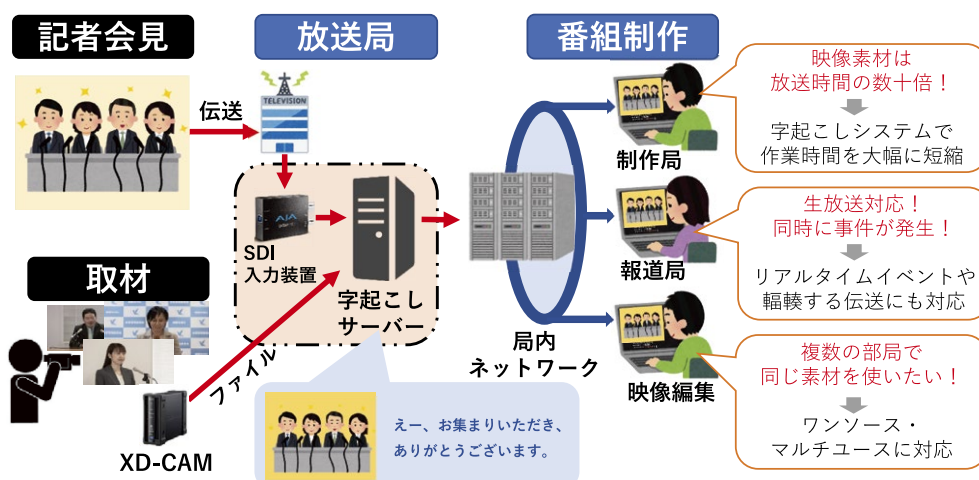 記者会見
放送局
番組制作
伝送
TELEVISION
AJA
SDI
入力装置
字起こし
サーバー
取材
XD-CAM
ファイル
えー、お集まりいただき、
ありがとうございます。
局内
ネットワーク
制作局
報道局
映像編集
映像素材は
放送時間の数十倍！
字起こしシステムで
作業時間を大幅に短縮
生放送対応！
同時に事件が発生！
リアルタイムイベントや
輻輳する伝送にも対応
複数の部局で
同じ素材を使いたい！
ワンソース・
マルチユースに対応